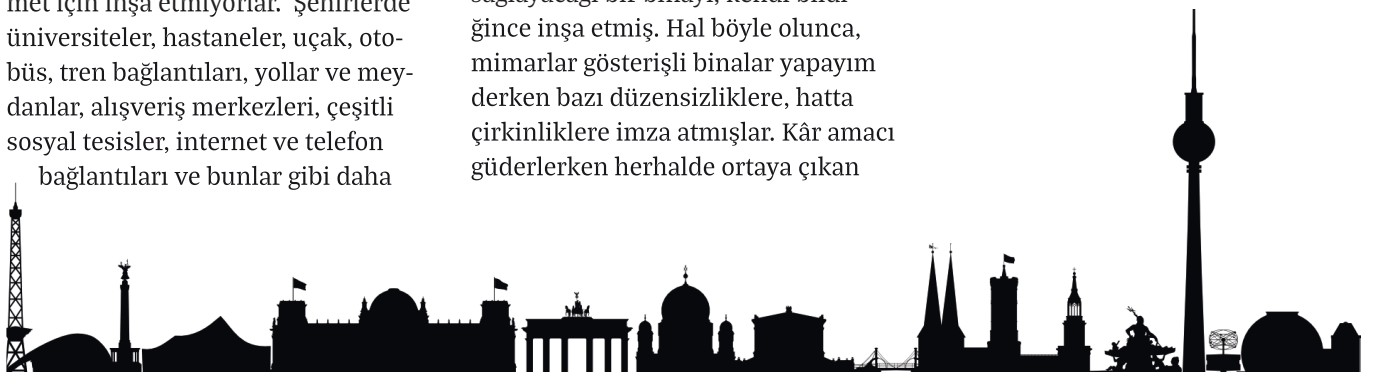 met için inşa etmiyorlar. Şehirlerde
üniversiteler, hastaneler, uçak, oto-
büs, tren bağlantıları, yollar ve mey-
danlar, alışveriş merkezleri, çeşitli
sosyal tesisler, internet ve telefon
bağlantıları ve bunlar gibi daha
sağlayacağı bir binayı, kendi bildi-
ğince inşa etmiş. Hal böyle olunca,
mimarlar gösterişli binalar yapayım
derken bazı düzensizliklere, hatta
çirkinliklere imza atmışlar. Kâr amacı
güderlerken herhalde ortaya çıkan